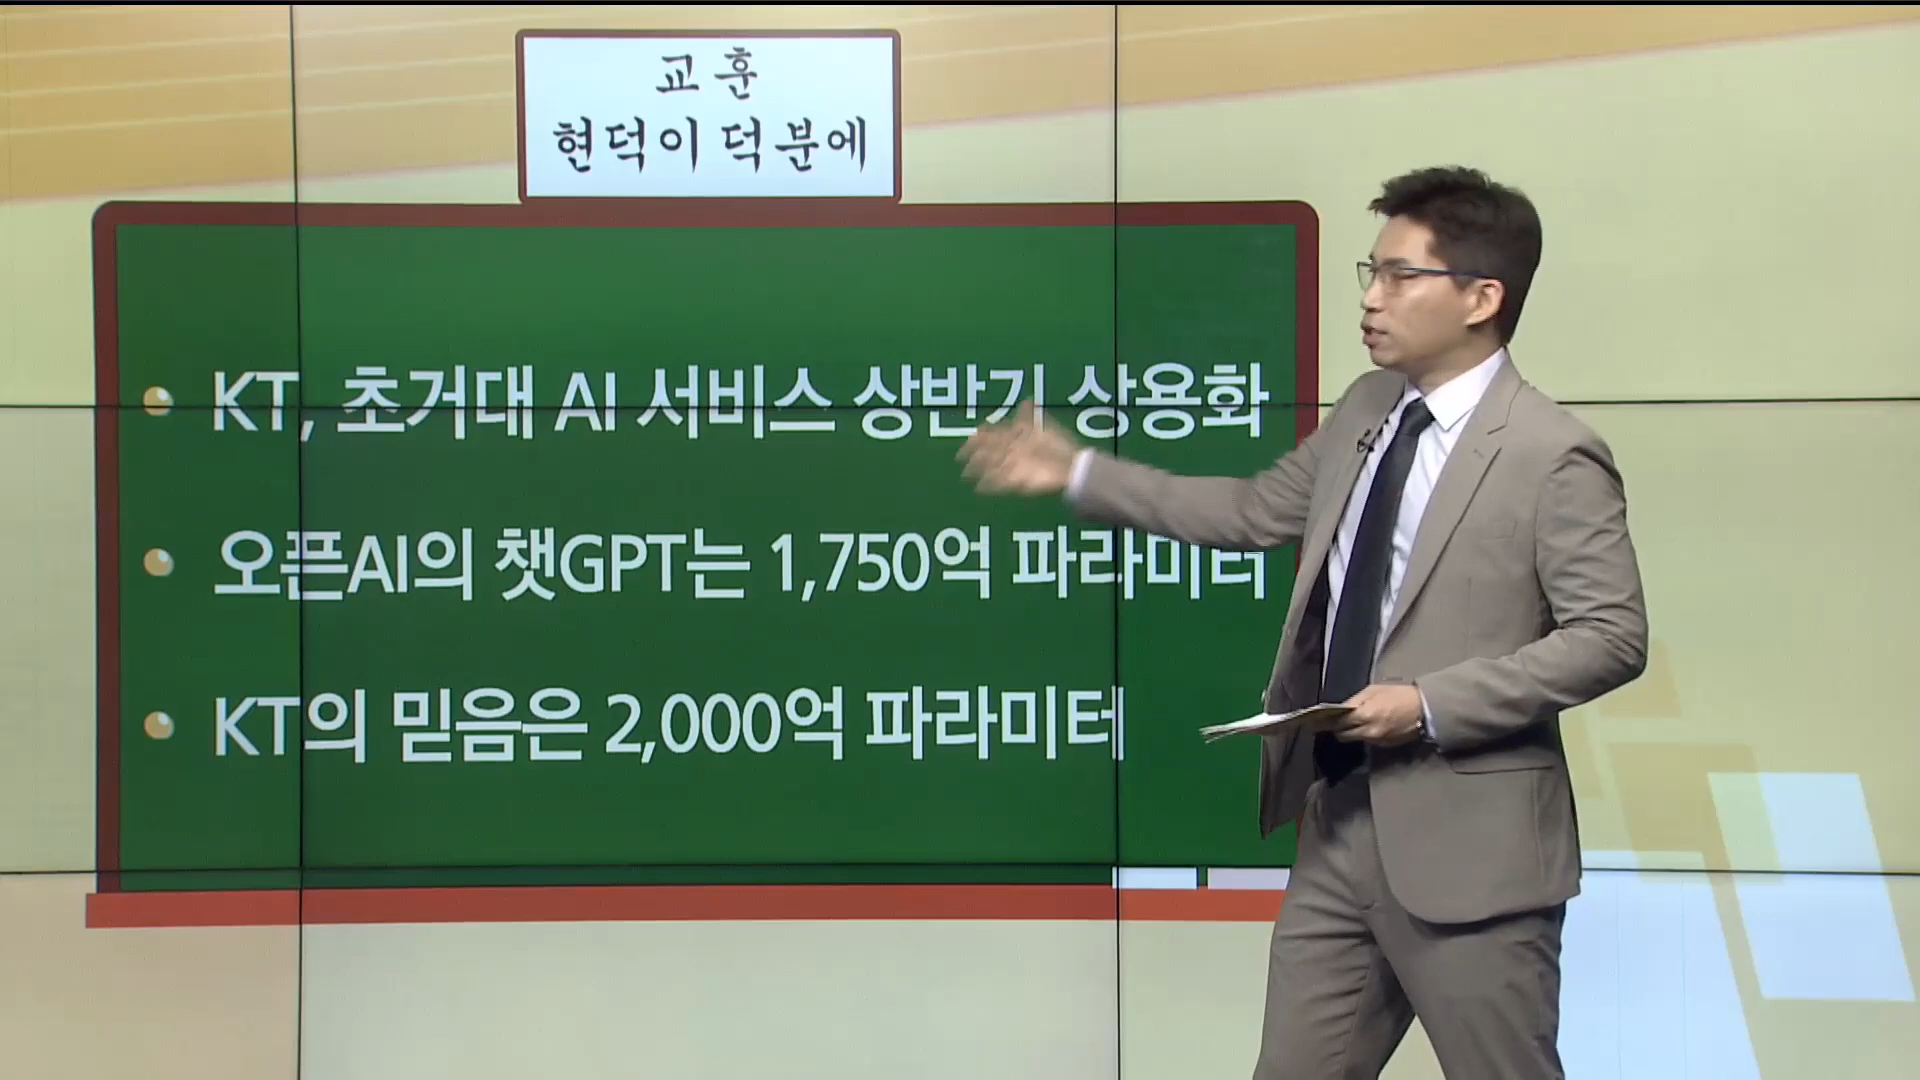 교훈
현덕이 덕분에
KT, 초거대 AI 서비스 상반기 상용화
오픈AI의 챗GPT는 1,750억 파라미터
KT의 믿음은 2,000억 파라미터